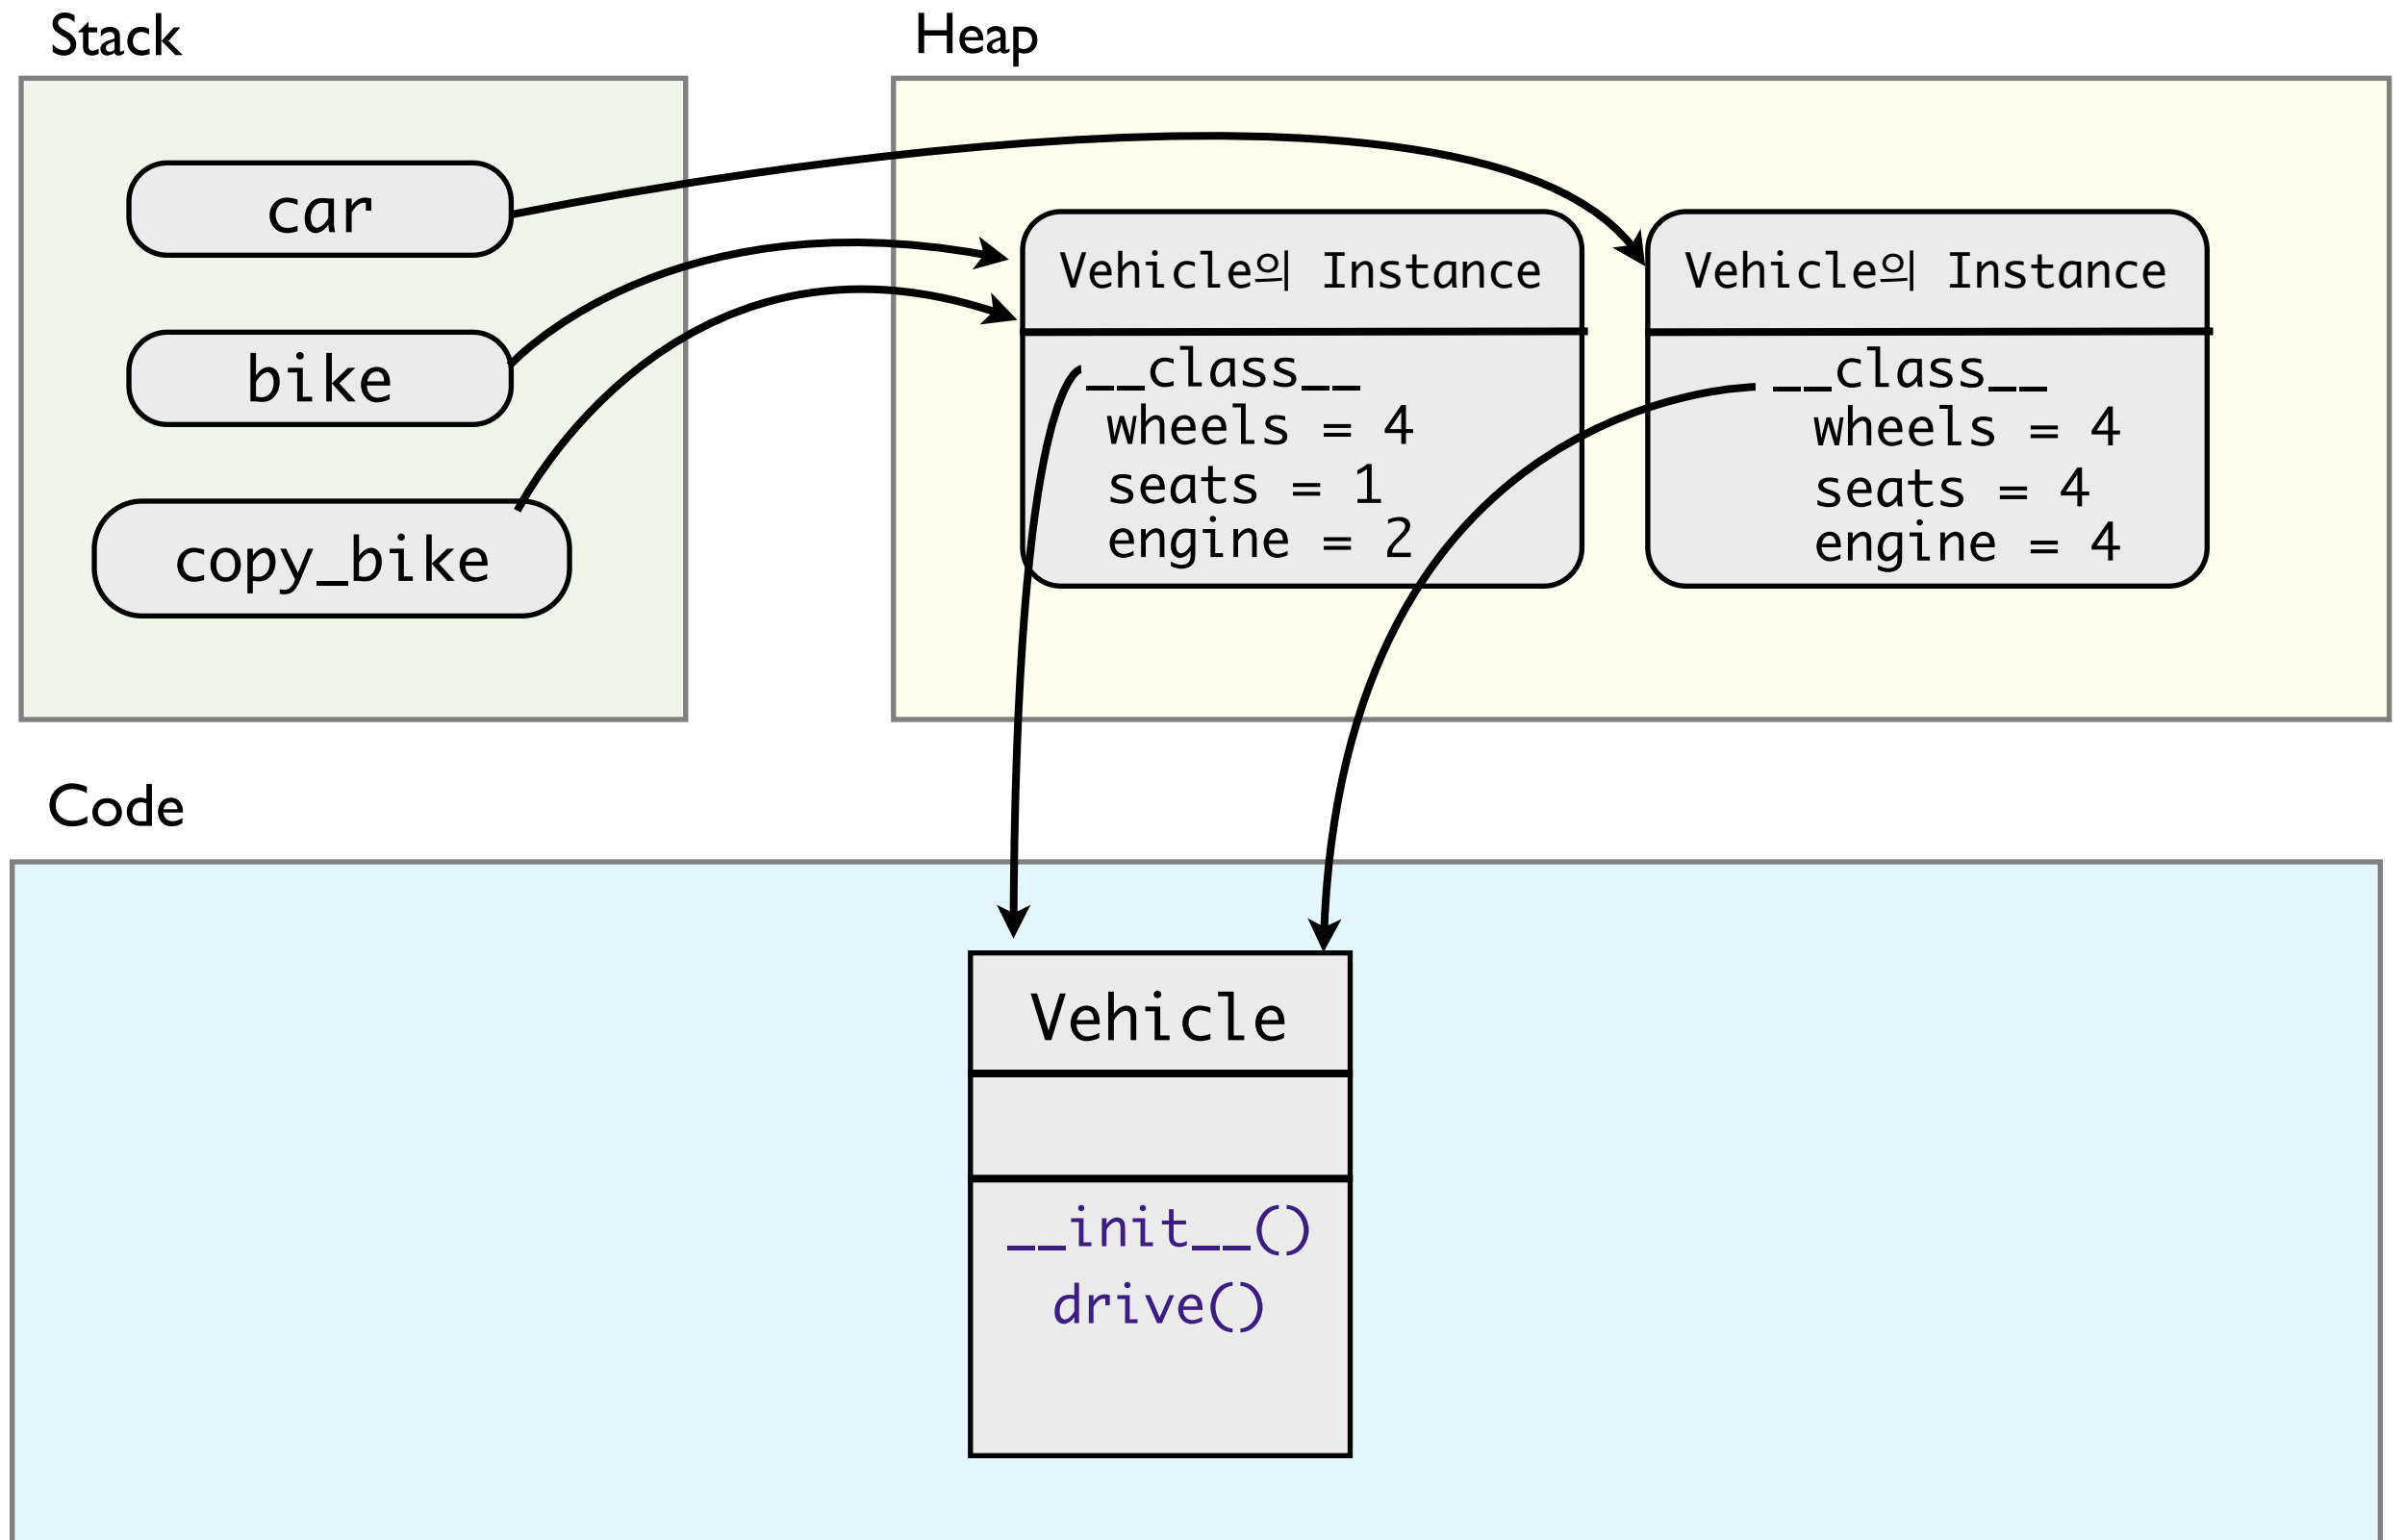 Stack
car
bike
copy_bike
Heap
Vehicle의 Instance
__class__
wheels = 4
seats = 1
engine = 2
Vehicle의 Instance
__class__
wheels = 4
seats = 4
engine = 4
Code
Vehicle
__init__()
drive()